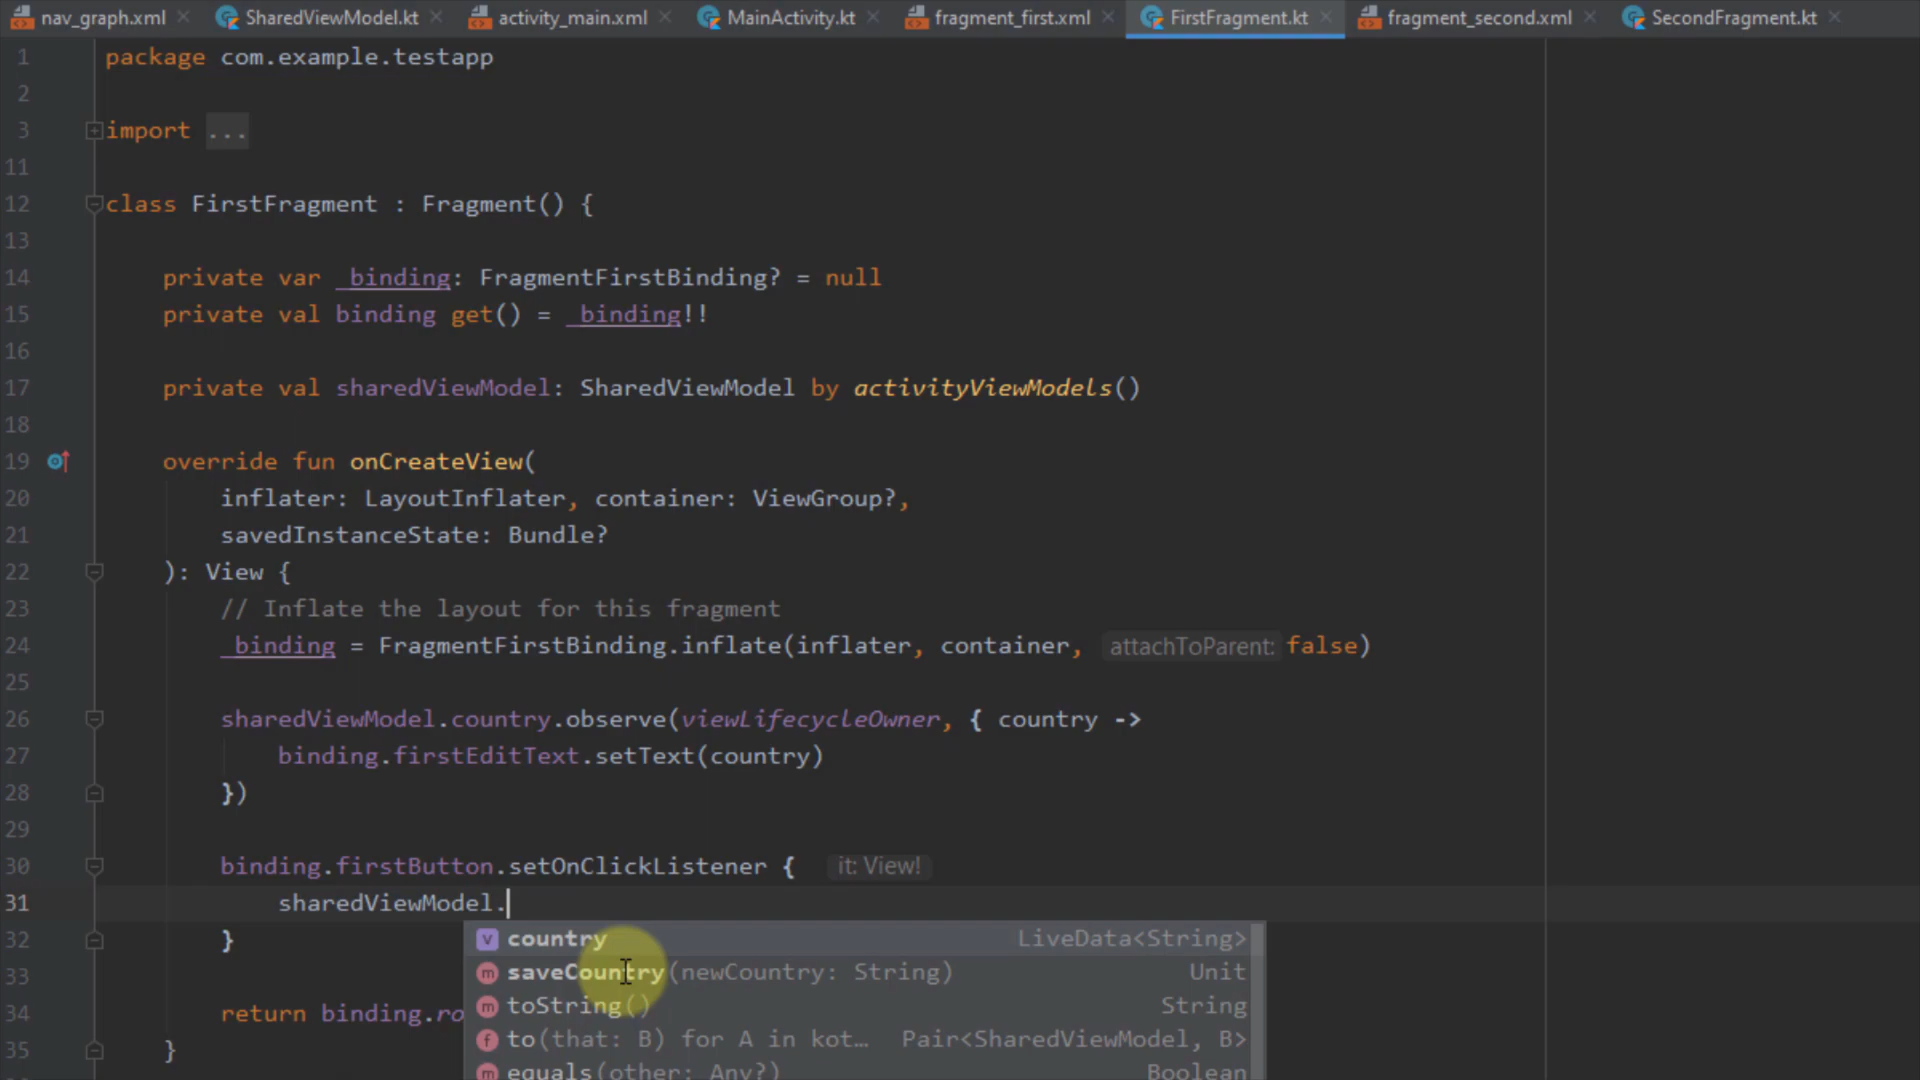 nav_graph.xml SharedViewModel.kt activity_main.xml MainActivity.kt fragment_first.xml FirstFragment.kt fragment_second.xml SecondFragment.kt
1 package com.example.testapp
2
3 import ...
11
12 class FirstFragment : Fragment() {
13
14 private var _binding: FragmentFirstBinding? = null
15 private val binding get() = _binding!!
16
17 private val sharedViewModel: SharedViewModel by activityViewModels()
18
19 override fun onCreateView(
20 inflater: LayoutInflater, container: ViewGroup?,
21 savedInstanceState: Bundle?
22 ): View {
23 // Inflate the layout for this fragment
24 _binding = FragmentFirstBinding.inflate(inflater, container, attachToParent: false)
25
26 sharedViewModel.country.observe(viewLifecycleOwner, { country ->
27 binding.firstEditText.setText(country)
28 })
29
30 binding.firstButton.setOnClickListener { it: View!
31 sharedViewModel.
32 } v country LiveData<String>
m saveCountry(newCountry: String) Unit
33 m toString() String
34 return binding.ro f to(that: B) for A in kot... Pair<SharedViewModel, B>
35 } m equals(other: Any?) Boolean